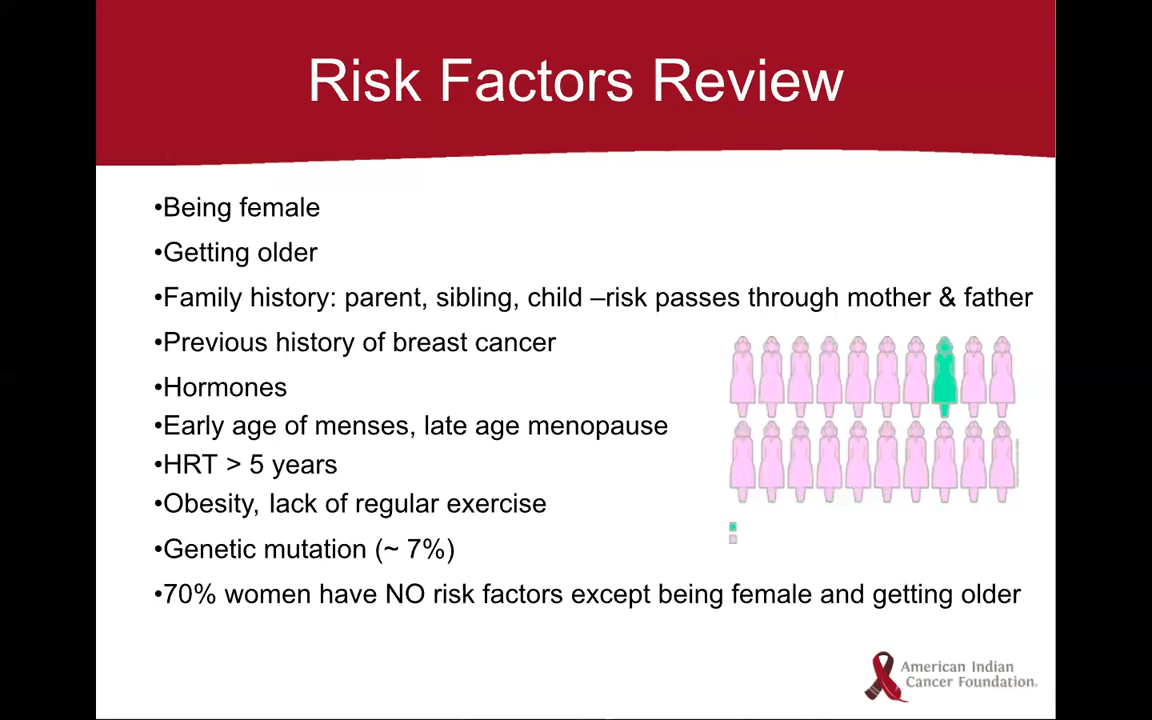 Risk Factors Review
•Being female
•Getting older
•Family history: parent, sibling, child –risk passes through mother & father
•Previous history of breast cancer
•Hormones
•Early age of menses, late age menopause
•HRT > 5 years
•Obesity, lack of regular exercise
•Genetic mutation (~ 7%)
•70% women have NO risk factors except being female and getting older
American Indian
Cancer Foundation.